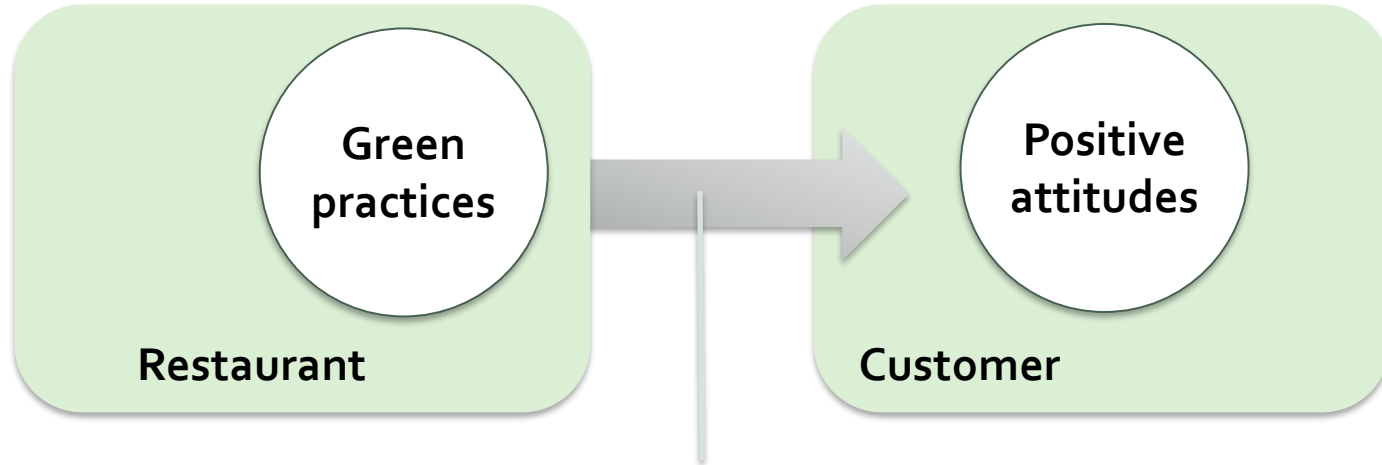 Green
practices
Restaurant
Positive
attitudes
Customer